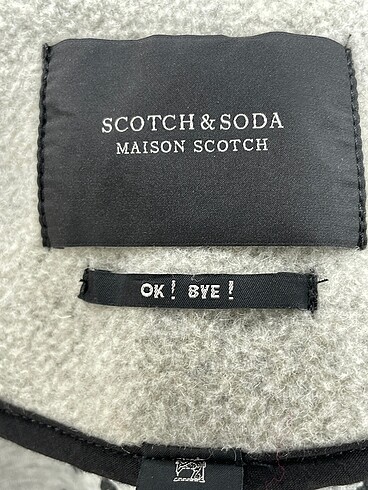 SCOTCH & SODA
MAISON SCOTCH
OK! BYE!